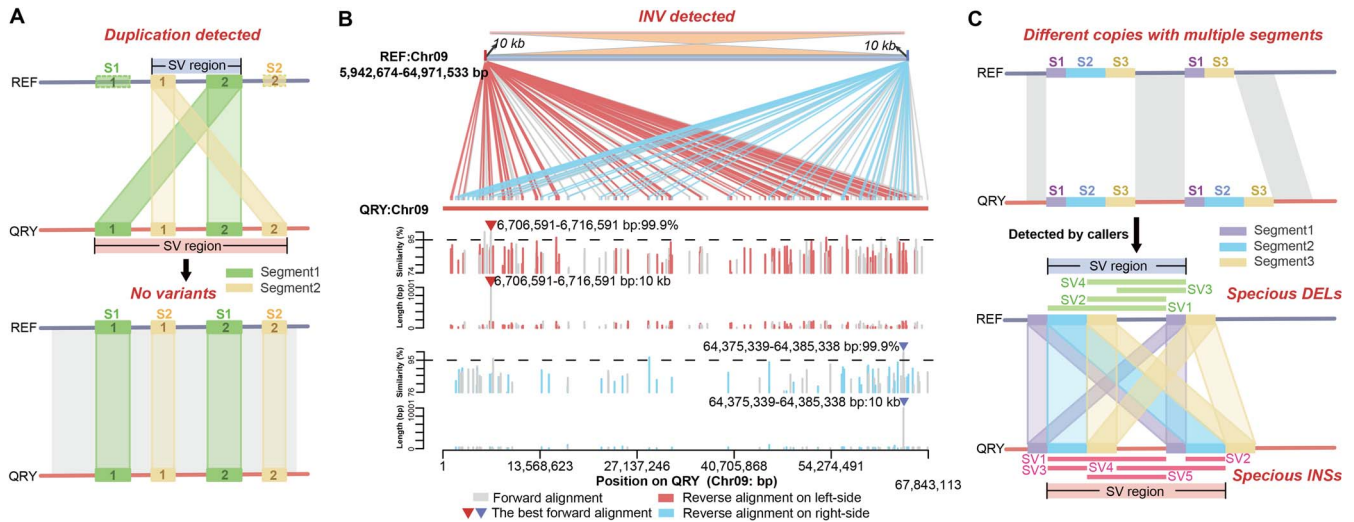 A
Duplication detected
S1
SV region
S2
REF
1
1
2
2
QRY
1
1
2
2
SV region
Segment1
Segment2
No variants
S1
S2
S1
S2
REF
1
1
2
2
QRY
1
1
2
2
B
INV detected
10 kb
10 kb
REF:Chr09
5,942,674-64,971,533 bp
QRY:Chr09
6,706,591-6,716,591 bp:99.9%
Similarity (%)
95
74
6,706,591-6,716,591 bp:10 kb
Length (bp)
10001
0
64,375,339-64,385,338 bp:99.9%
Similarity (%)
95
76
64,375,339-64,385,338 bp:10 kb
Length (bp)
10001
0
1
13,568,623
27,137,246
40,705,868
54,274,491
67,843,113
Position on QRY (Chr09: bp)
Forward alignment
Reverse alignment on left-side
The best forward alignment
Reverse alignment on right-side
C
Different copies with multiple segments
S1 S2 S3
S1 S3
REF
S1 S2 S3
S1 S2 S3
QRY
Detected by callers
Segment1
Segment2
Segment3
SV region
SV4
SV3
SV2
SV1
Specious DELs
REF
QRY
SV1
SV2
SV3
SV4
SV5
Specious INSs
SV region